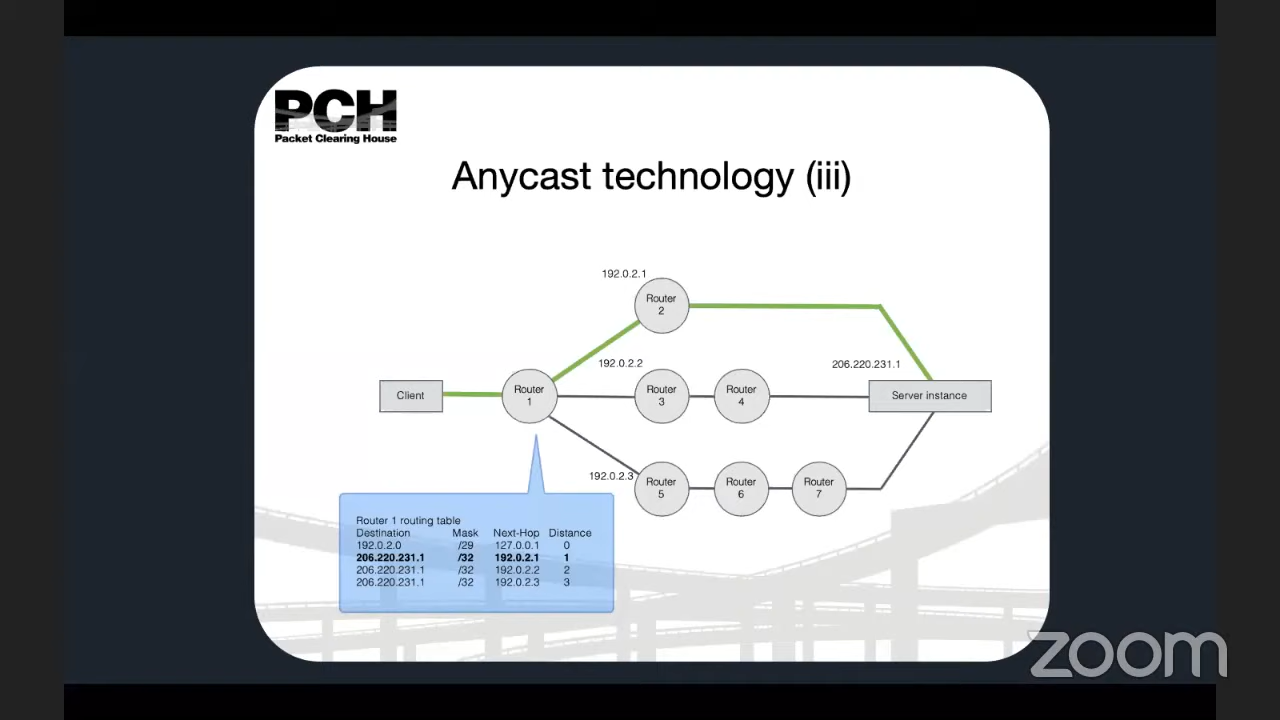 PCH
Packet Clearing House
Anycast technology (iii)
192.0.2.1
Router
2
192.0.2.2
206.220.231.1
Client
Router
1
Router
3
Router
4
Server instance
192.0.2.3
Router
5
Router
6
Router
7
Router 1 routing table
Destination Mask Next-Hop Distance
192.0.2.0 /29 127.0.0.1 0
206.220.231.1 /32 192.0.2.1 1
206.220.231.1 /32 192.0.2.2 2
206.220.231.1 /32 192.0.2.3 3
zoom